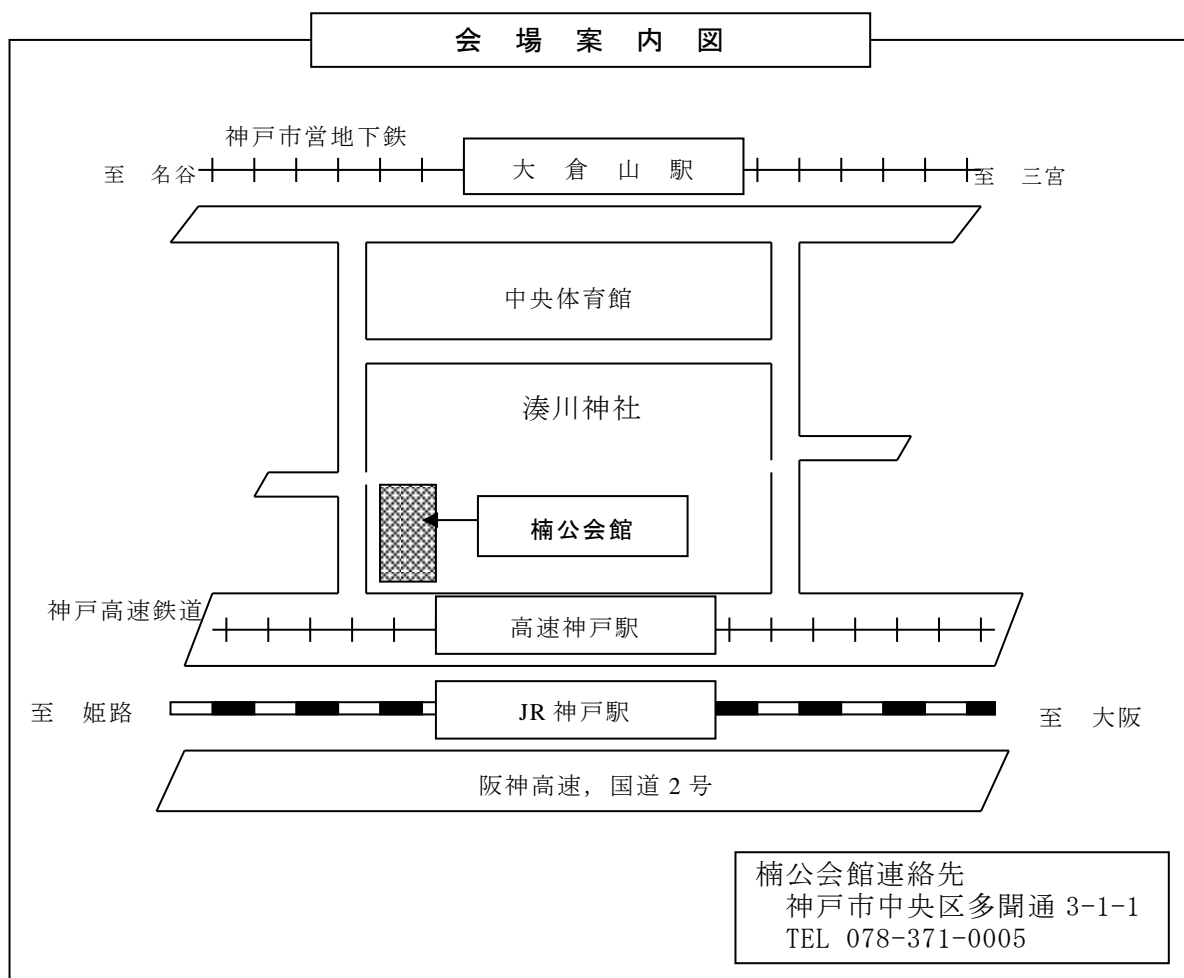 会 場 案 内 図
神戸市営地下鉄
至 名谷
大 倉 山 駅
至 三宮
中央体育館
湊川神社
楠公会館
神戸高速鉄道
高速神戸駅
至 姫路
JR 神戸駅
至 大阪
阪神高速，国道 2 号
楠公会館連絡先
神戸市中央区多聞通 3-1-1
TEL 078-371-0005